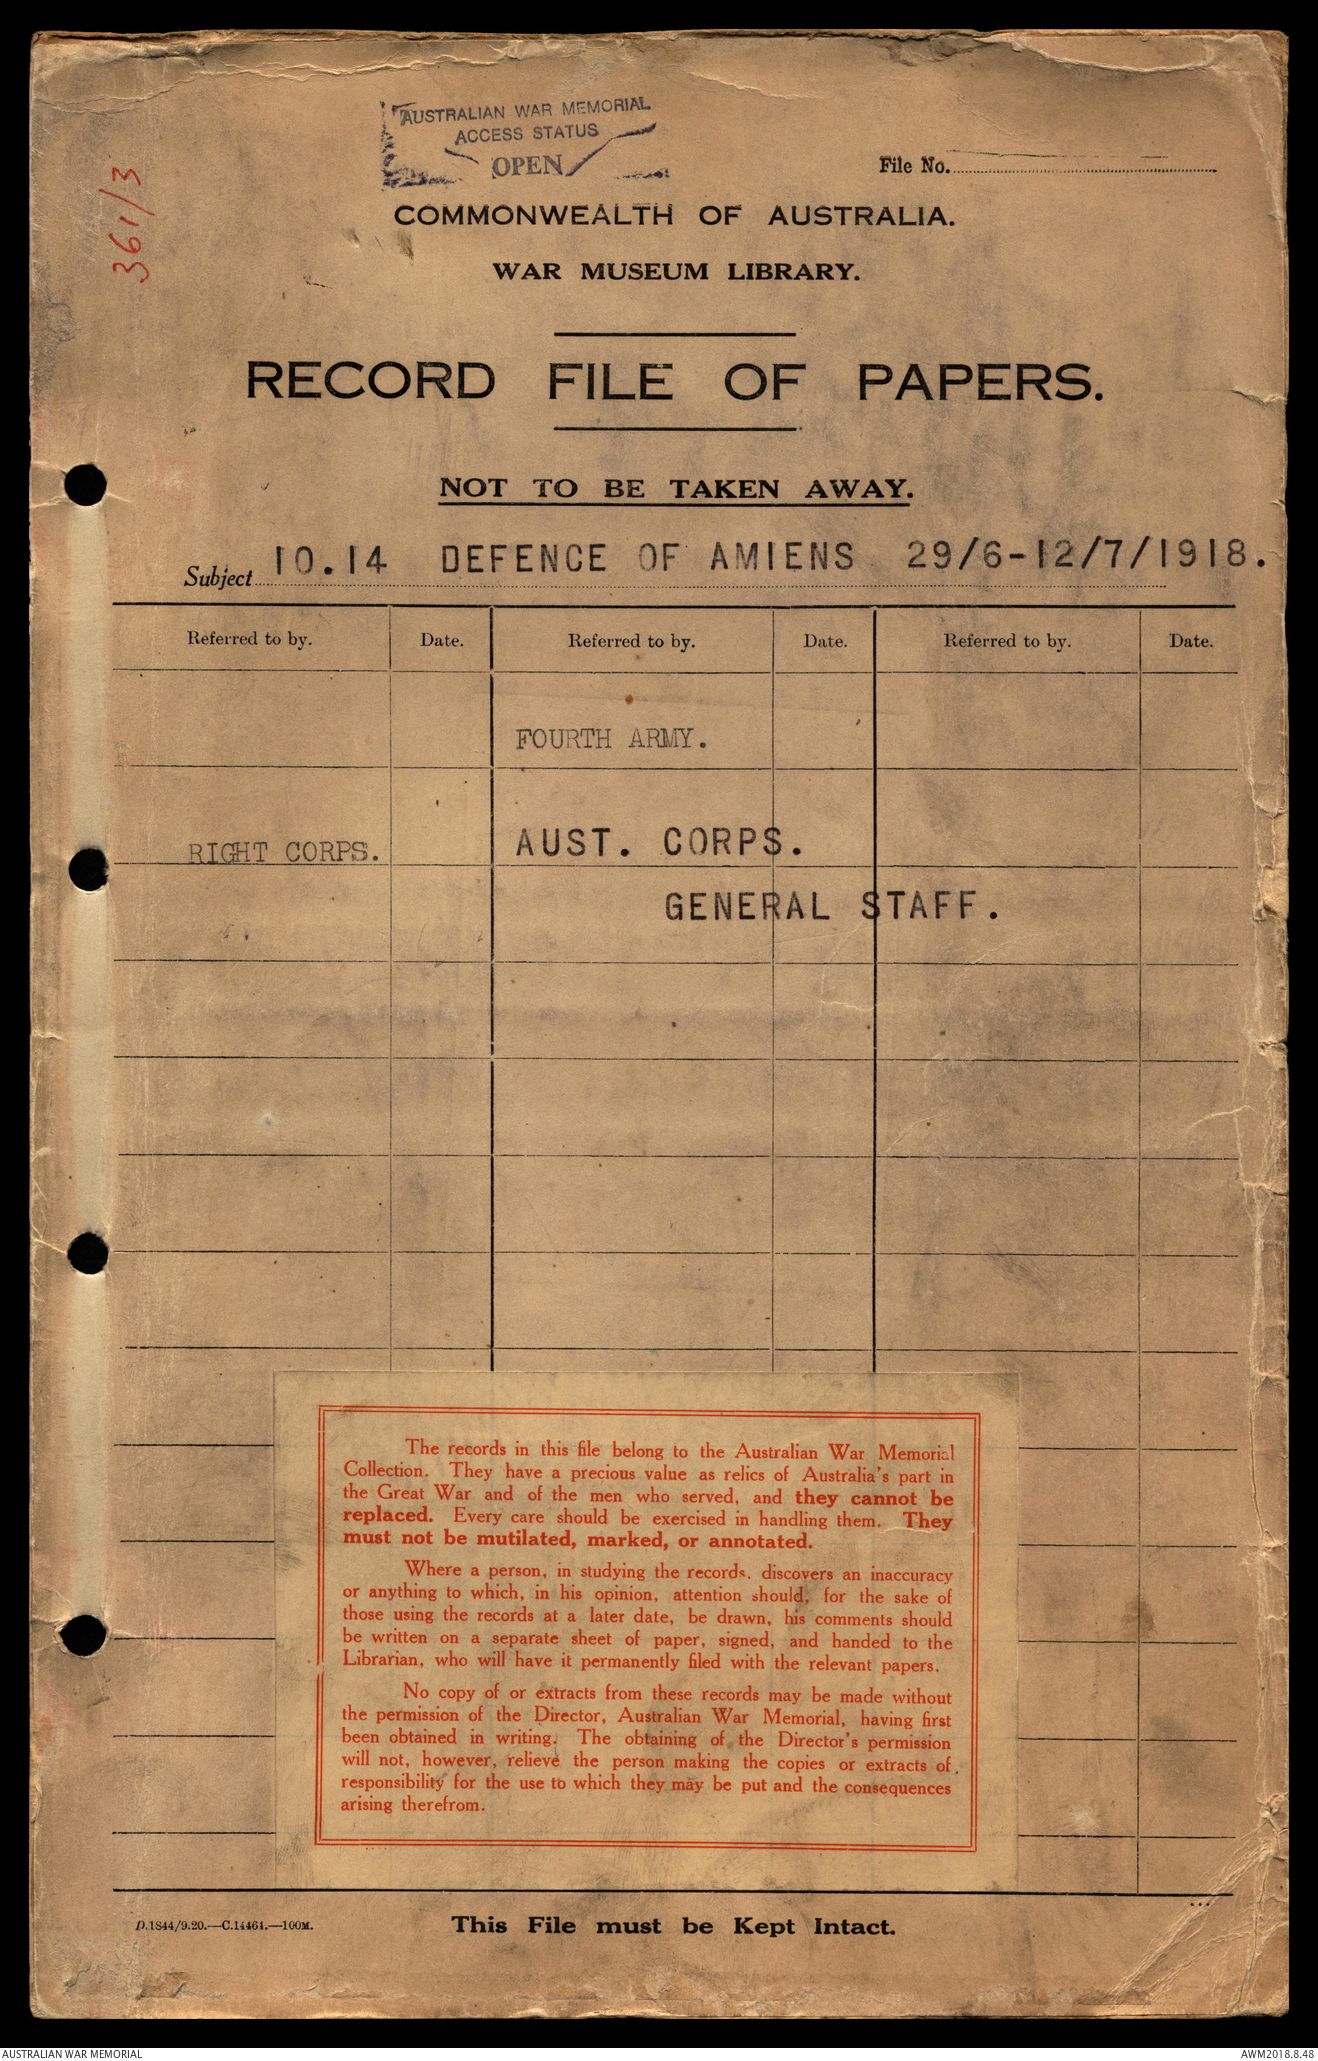 AUSTRALIAN WAR MEMORIAL
ACCESS STATUS
OPEN
361/3
File No.
COMMONWEALTH OF AUSTRALIA.
WAR MUSEUM LIBRARY.
RECORD FILE OF PAPERS.
NOT TO BE TAKEN AWAY.
Subject 10.14 DEFENCE OF AMIENS 29/6-12/7/1918.
Referred to by. Date. Referred to by. Date. Referred to by. Date.
FOURTH ARMY.
RIGHT CORPS. AUST. CORPS.
GENERAL STAFF.
The records in this file belong to the Australian War Memorial
Collection. They have a precious value as relics of Australia's part in
the Great War and of the men who served, and they cannot be
replaced. Every care should be exercised in handling them. They
must not be mutilated, marked, or annotated.
Where a person, in studying the records, discovers an inaccuracy
or anything to which, in his opinion, attention should, for the sake of
those using the records at a later date, be drawn, his comments should
be written on a separate sheet of paper, signed, and handed to the
Librarian, who will have it permanently filed with the relevant papers.
No copy of or extracts from these records may be made without
the permission of the Director, Australian War Memorial, having first
been obtained in writing. The obtaining of the Director's permission
will not, however, relieve the person making the copies or extracts of
responsibility for the use to which they may be put and the consequences
arising therefrom.
D.1844/9.20.—C.14464.—100M.
This File must be Kept Intact.
AUSTRALIAN WAR MEMORIAL
AWM2018.8.48